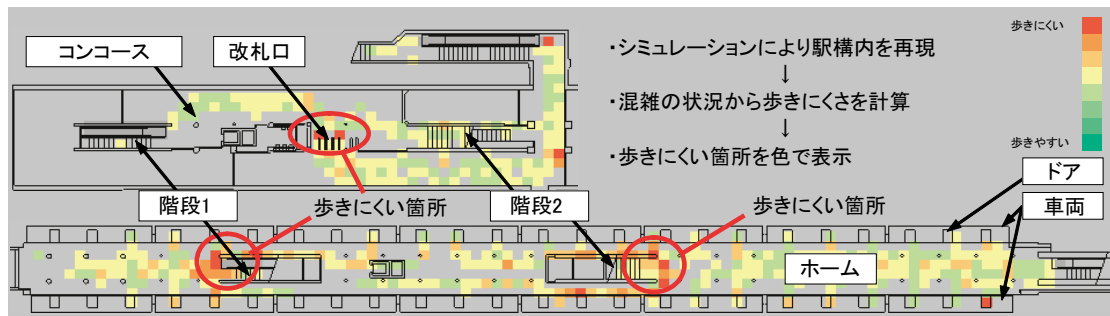 コンコース
改札口
・シミュレーションにより駅構内を再現
↓
・混雑の状況から歩きにくさを計算
↓
・歩きにくい箇所を色で表示
歩きにくい
歩きやすい
階段1
歩きにくい箇所
階段2
歩きにくい箇所
ドア
車両
ホーム